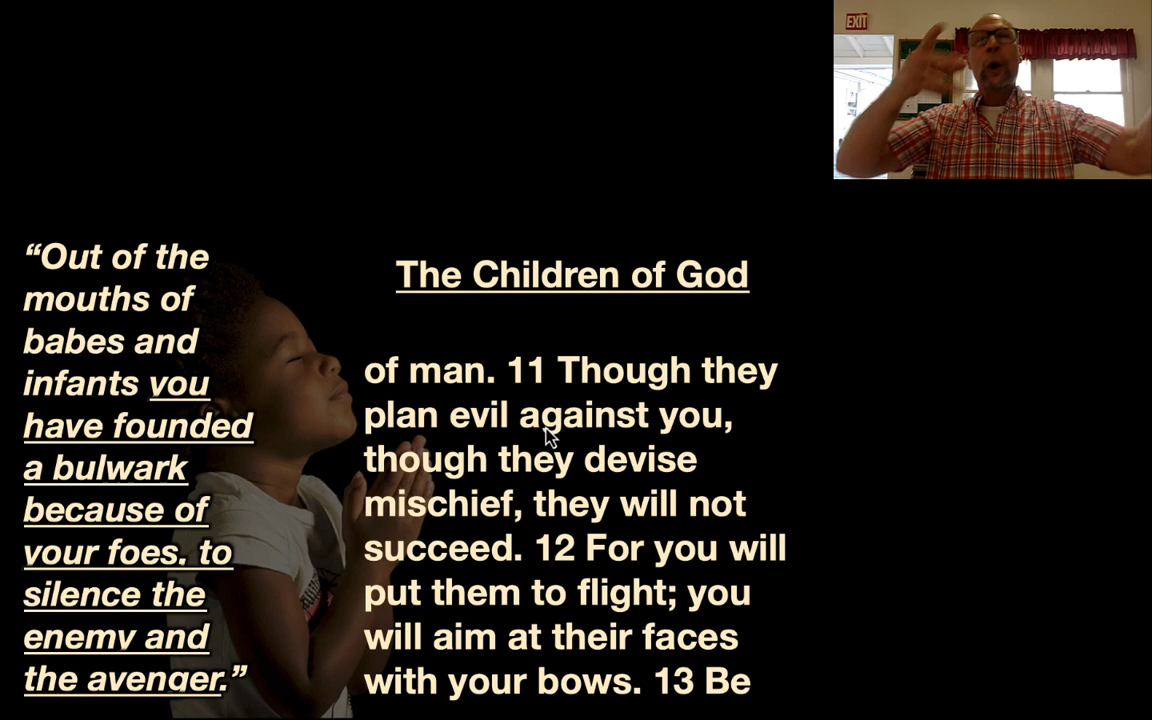 EXIT
“Out of the
mouths of
babes and
infants you
have founded
a bulwark
because of
your foes, to
silence the
enemy and
the avenger.”
The Children of God
of man. 11 Though they
plan evil against you,
though they devise
mischief, they will not
succeed. 12 For you will
put them to flight; you
will aim at their faces
with your bows. 13 Be